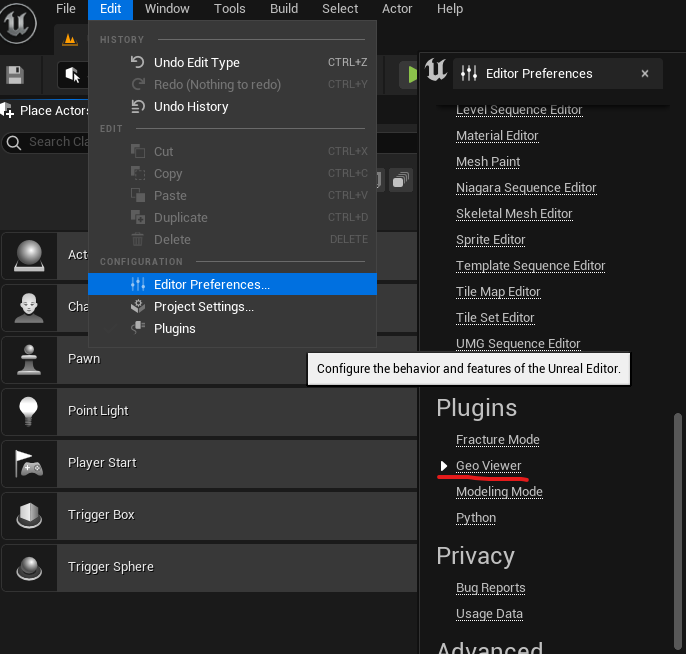 File Edit Window Tools Build Select Actor Help
HISTORY
Undo Edit Type CTRL+Z
Redo (Nothing to redo) CTRL+Y
Undo History
EDIT
Cut CTRL+X
Copy CTRL+C
Paste CTRL+V
Duplicate CTRL+D
Delete DELETE
CONFIGURATION
Editor Preferences...
Project Settings...
Plugins
Configure the behavior and features of the Unreal Editor.
Place Actors
Search Cla
Act
Cha
Pawn
Point Light
Player Start
Trigger Box
Trigger Sphere
Editor Preferences
Level Sequence Editor
Material Editor
Mesh Paint
Niagara Sequence Editor
Skeletal Mesh Editor
Sprite Editor
Template Sequence Editor
Tile Map Editor
Tile Set Editor
UMG Sequence Editor
Plugins
Fracture Mode
Geo Viewer
Modeling Mode
Python
Privacy
Bug Reports
Usage Data
Advanced